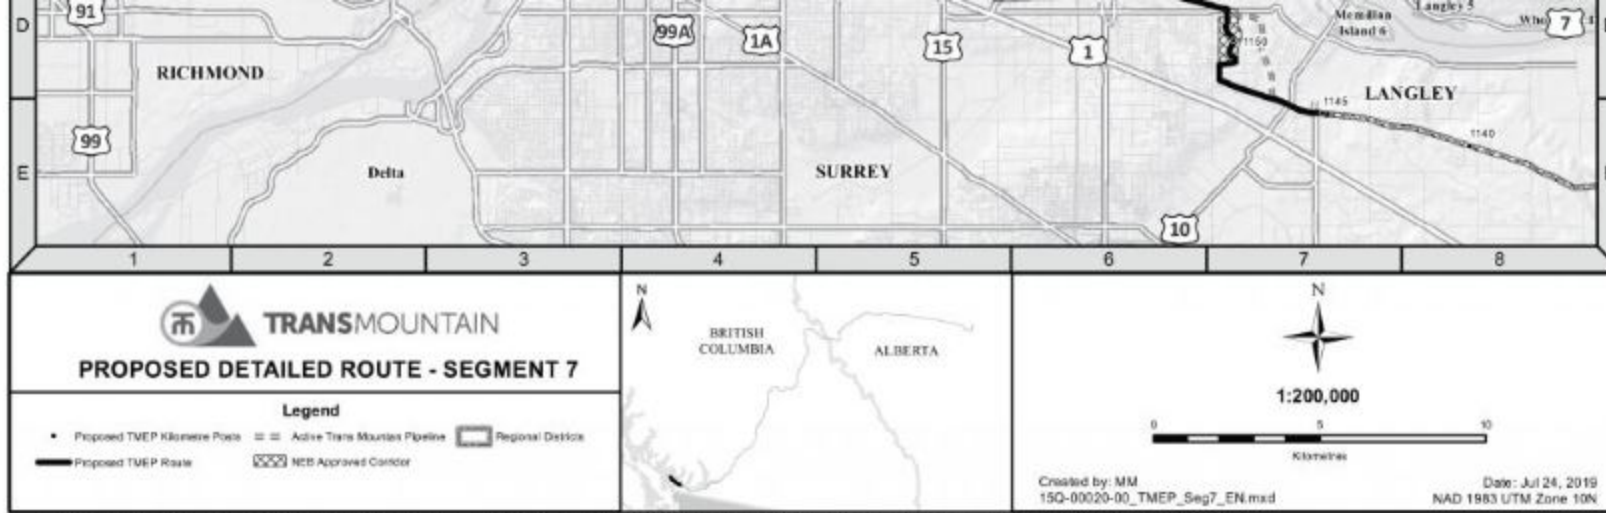 D
91
RICHMOND
99
99A
1A
15
1
1150
Mcmillan
Island 6
Langley 5
7
1145
LANGLEY
1140
E
Delta
SURREY
10
1
2
3
4
5
6
7
8
TRANSMOUNTAIN
PROPOSED DETAILED ROUTE - SEGMENT 7
Legend
Proposed TMEP Kilometre Posts
Active Trans Mountan Pipeline
Regional Districts
Proposed TMEP Route
NEB Approved Corridor
N
BRITISH
COLUMBIA
ALBERTA
N
1:200,000
0
5
10
Kilometres
Created by: MM
Date: Jul 24, 2019
15Q-00020-00_TMEP_Seg7_EN.mxd
NAD 1983 UTM Zone 10N